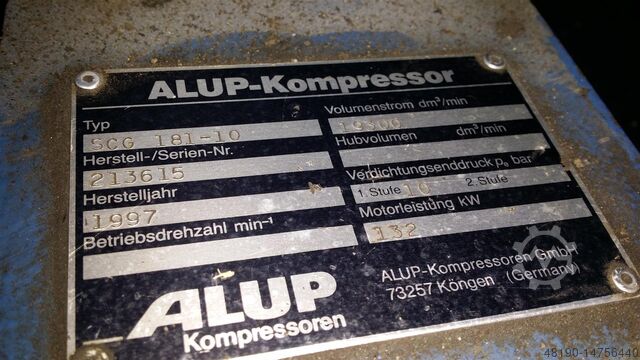 ALUP-Kompressor
Typ
SCG 181-10
Herstell-/Serien-Nr.
213615
Herstelljahr
1997
Betriebsdrehzahl min⁻¹
Volumenstrom dm³/min
19300
Hubvolumen dm³/min
Verdichtungsenddruck p₀ bar
1. Stufe 10 2. Stufe
Motorleistung kW
132
ALUP
Kompressoren
ALUP-Kompressoren GmbH
73257 Köngen (Germany)
48190-14756440